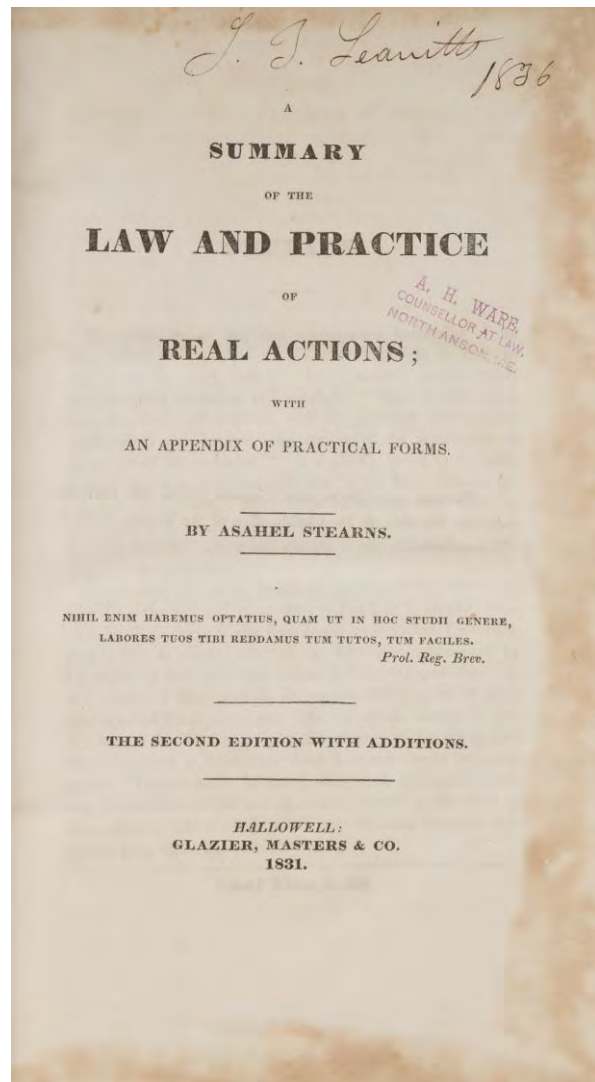 J. J. Leavitts
1836
A
SUMMARY
OF THE
LAW AND PRACTICE
OF
REAL ACTIONS;
WITH
AN APPENDIX OF PRACTICAL FORMS.
A. H. WARE.
COUNSELLOR AT LAW.
NORTH ANSON, ME.
BY ASAHEL STEARNS.
NIHIL ENIM HABEMUS OPTATIUS, QUAM UT IN HOC STUDII GENERE,
LABORES TUOS TIBI REDDAMUS TUM TUTOS, TUM FACILES.
Prol. Reg. Brev.
THE SECOND EDITION WITH ADDITIONS.
HALLOWELL:
GLAZIER, MASTERS & CO.
1831.